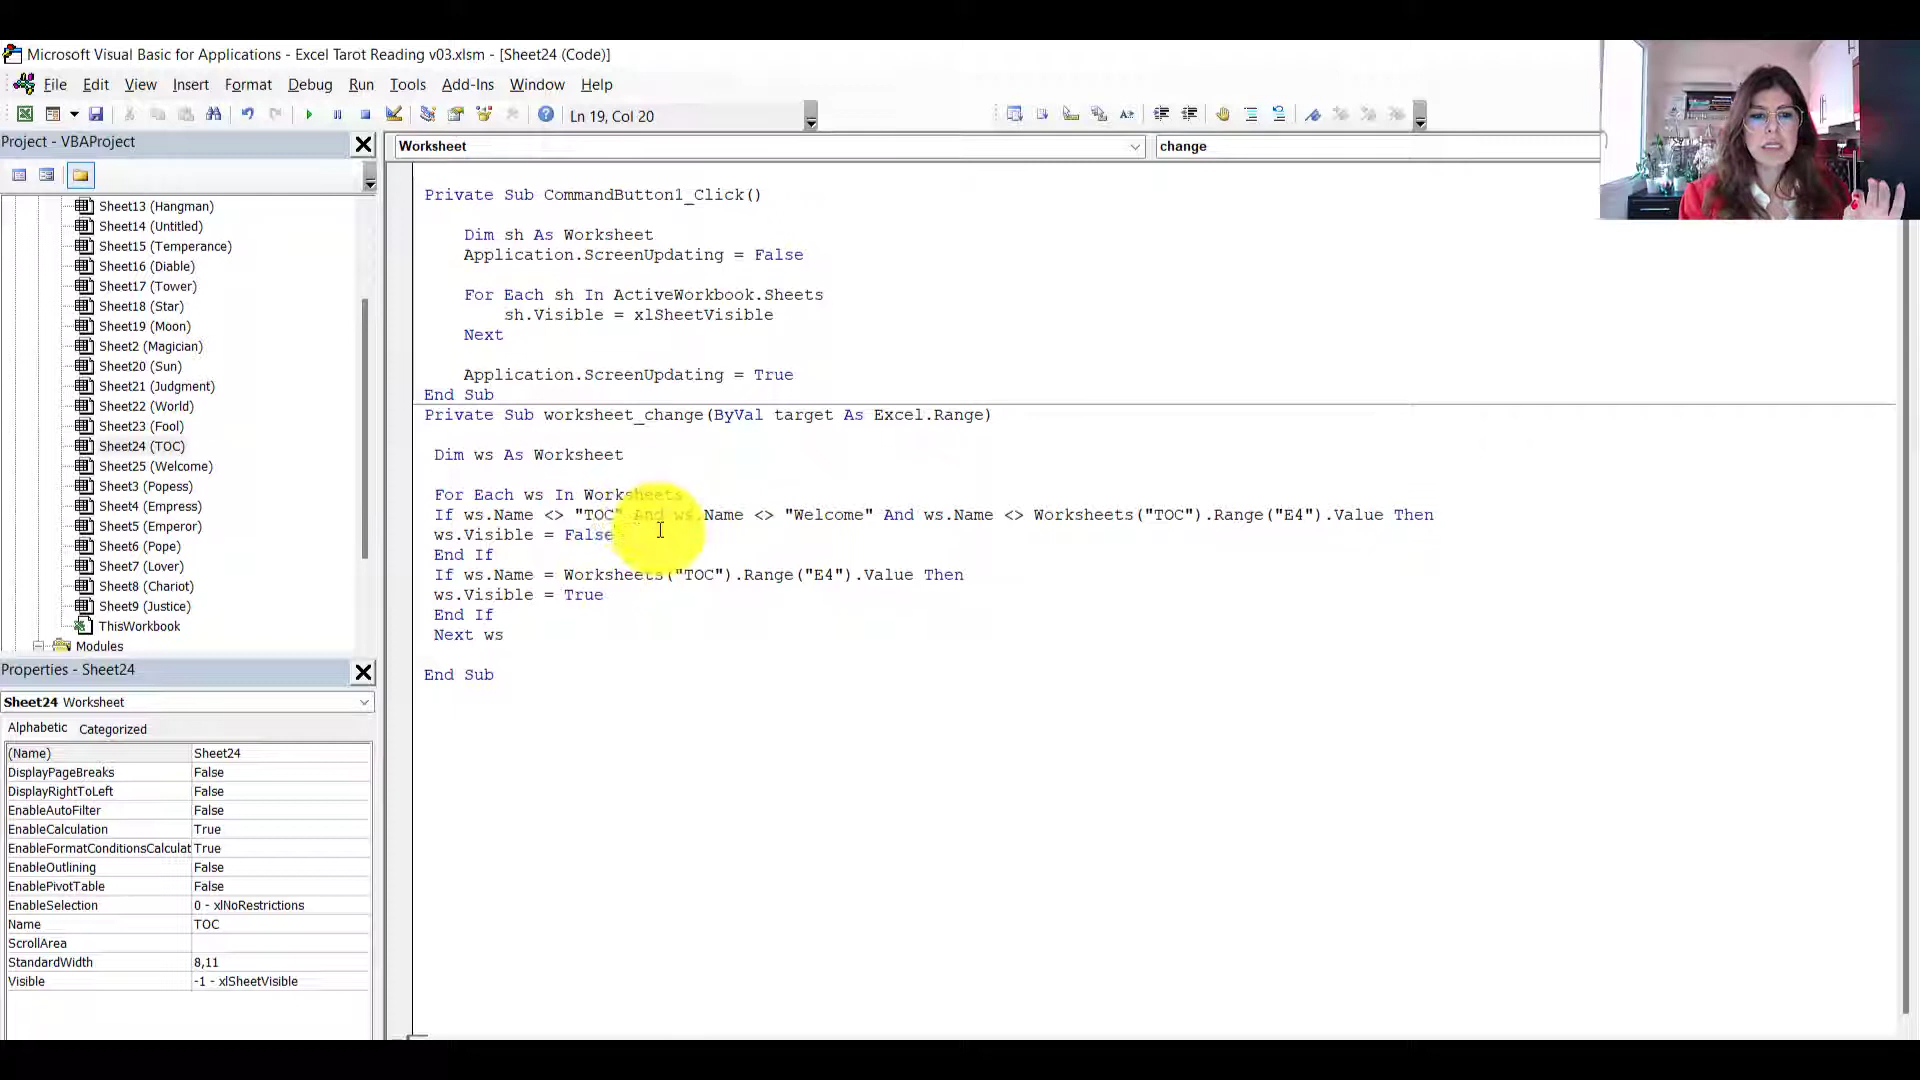 Microsoft Visual Basic for Applications - Excel Tarot Reading v03.xlsm - [Sheet24 (Code)]
File Edit View Insert Format Debug Run Tools Add-Ins Window Help
Ln 19, Col 20
Project - VBAProject
Worksheet
change
Sheet13 (Hangman)
Sheet14 (Untitled)
Sheet15 (Temperance)
Sheet16 (Diable)
Sheet17 (Tower)
Sheet18 (Star)
Sheet19 (Moon)
Sheet2 (Magician)
Sheet20 (Sun)
Sheet21 (Judgment)
Sheet22 (World)
Sheet23 (Fool)
Sheet24 (TOC)
Sheet25 (Welcome)
Sheet3 (Popess)
Sheet4 (Empress)
Sheet5 (Emperor)
Sheet6 (Pope)
Sheet7 (Lover)
Sheet8 (Chariot)
Sheet9 (Justice)
ThisWorkbook
Modules
Properties - Sheet24
Sheet24 Worksheet
Alphabetic Categorized
(Name) Sheet24
DisplayPageBreaks False
DisplayRightToLeft False
EnableAutoFilter False
EnableCalculation True
EnableFormatConditionsCalculat True
EnableOutlining False
EnablePivotTable False
EnableSelection 0 - xlNoRestrictions
Name TOC
ScrollArea
StandardWidth 8,11
Visible -1 - xlSheetVisible
Private Sub CommandButton1_Click()
Dim sh As Worksheet
Application.ScreenUpdating = False
For Each sh In ActiveWorkbook.Sheets
sh.Visible = xlSheetVisible
Next
Application.ScreenUpdating = True
End Sub
Private Sub worksheet_change(ByVal target As Excel.Range)
Dim ws As Worksheet
For Each ws In Worksheets
If ws.Name <> "TOC" And ws.Name <> "Welcome" And ws.Name <> Worksheets("TOC").Range("E4").Value Then
ws.Visible = False
End If
If ws.Name = Worksheets("TOC").Range("E4").Value Then
ws.Visible = True
End If
Next ws
End Sub